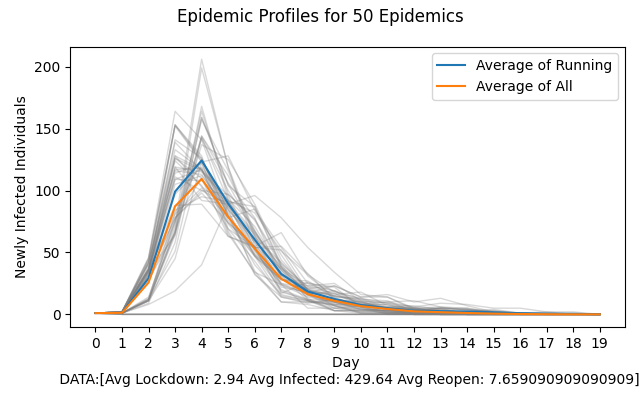 Epidemic Profiles for 50 Epidemics
200
150
100
50
0
Newly Infected Individuals
Average of Running
Average of All
0 1 2 3 4 5 6 7 8 9 10 11 12 13 14 15 16 17 18 19
Day
DATA:[Avg Lockdown: 2.94 Avg Infected: 429.64 Avg Reopen: 7.659090909090909]